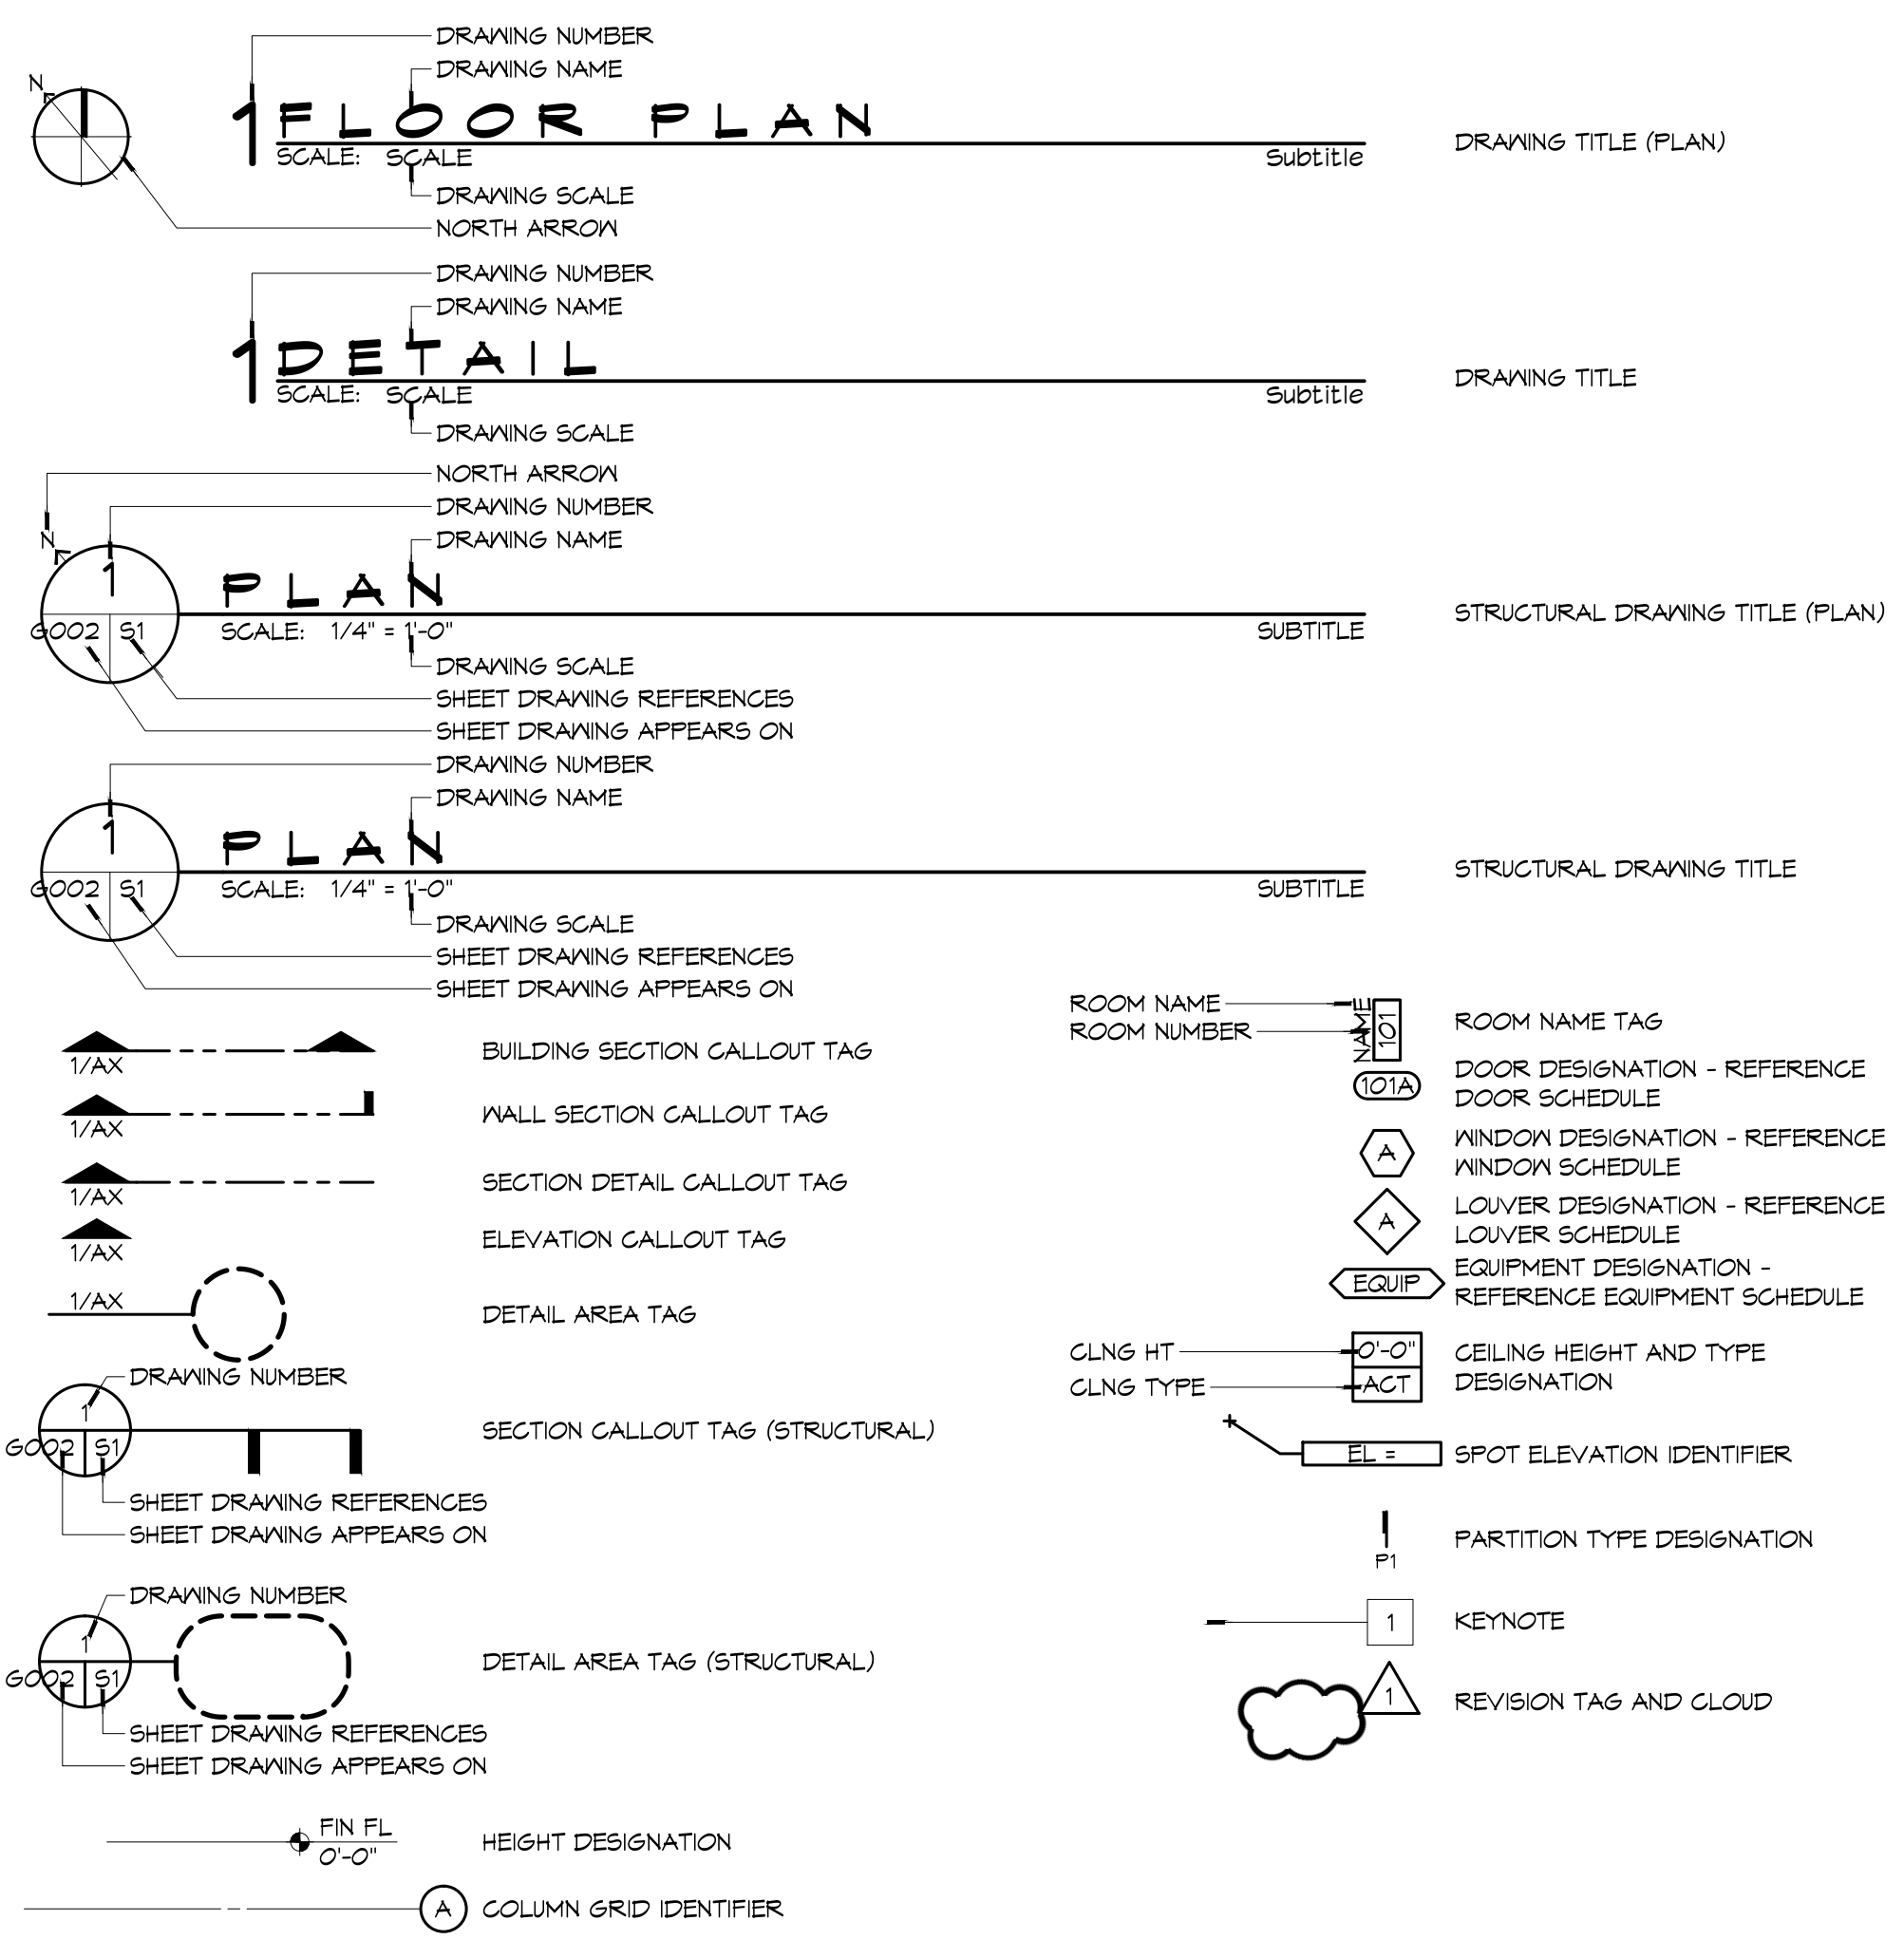 DRAWING NUMBER
DRAWING NAME
N
1 FLOOR PLAN
SCALE: SCALE
Subtitle
DRAWING TITLE (PLAN)
DRAWING SCALE
NORTH ARROW
DRAWING NUMBER
DRAWING NAME
1 DETAIL
SCALE: SCALE
Subtitle
DRAWING TITLE
DRAWING SCALE
NORTH ARROW
DRAWING NUMBER
N
DRAWING NAME
1
PLAN
G002 S1
SCALE: 1/4" = 1'-0"
SUBTITLE
STRUCTURAL DRAWING TITLE (PLAN)
DRAWING SCALE
SHEET DRAWING REFERENCES
SHEET DRAWING APPEARS ON
DRAWING NUMBER
DRAWING NAME
1
PLAN
G002 S1
SCALE: 1/4" = 1'-0"
SUBTITLE
STRUCTURAL DRAWING TITLE
DRAWING SCALE
SHEET DRAWING REFERENCES
SHEET DRAWING APPEARS ON
1/AX
BUILDING SECTION CALLOUT TAG
1/AX
WALL SECTION CALLOUT TAG
1/AX
SECTION DETAIL CALLOUT TAG
1/AX
ELEVATION CALLOUT TAG
1/AX
DETAIL AREA TAG
DRAWING NUMBER
1
G002 S1
SECTION CALLOUT TAG (STRUCTURAL)
SHEET DRAWING REFERENCES
SHEET DRAWING APPEARS ON
DRAWING NUMBER
1
G002 S1
DETAIL AREA TAG (STRUCTURAL)
SHEET DRAWING REFERENCES
SHEET DRAWING APPEARS ON
FIN FL
0'-0"
HEIGHT DESIGNATION
A
COLUMN GRID IDENTIFIER
ROOM NAME
ROOM NUMBER
NAME
101
ROOM NAME TAG
101A
DOOR DESIGNATION - REFERENCE
DOOR SCHEDULE
A
WINDOW DESIGNATION - REFERENCE
WINDOW SCHEDULE
A
LOUVER DESIGNATION - REFERENCE
LOUVER SCHEDULE
EQUIP
EQUIPMENT DESIGNATION -
REFERENCE EQUIPMENT SCHEDULE
CLNG HT
0'-0"
CLNG TYPE
ACT
CEILING HEIGHT AND TYPE
DESIGNATION
EL =
SPOT ELEVATION IDENTIFIER
P1
PARTITION TYPE DESIGNATION
1
KEYNOTE
1
REVISION TAG AND CLOUD